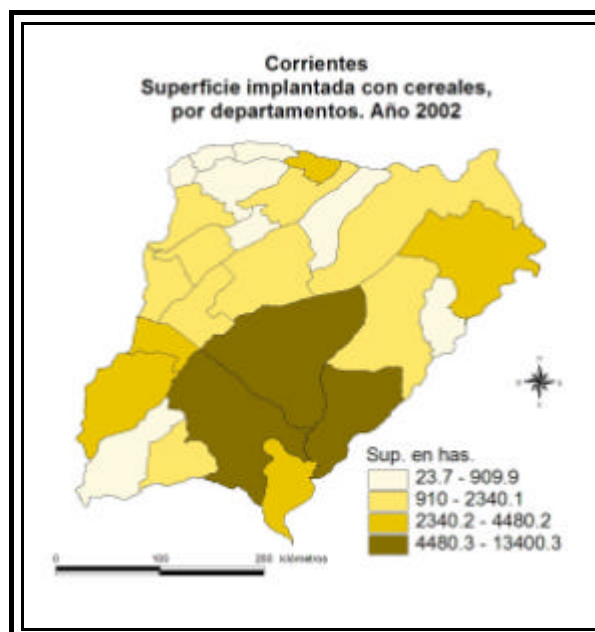 Corrientes
Superficie implantada con cereales,
por departamentos. Año 2002
Sup. en has.
23.7 - 909.9
910 - 2340.1
2340.2 - 4480.2
4480.3 - 13400.3
0 100 200 kilómetros